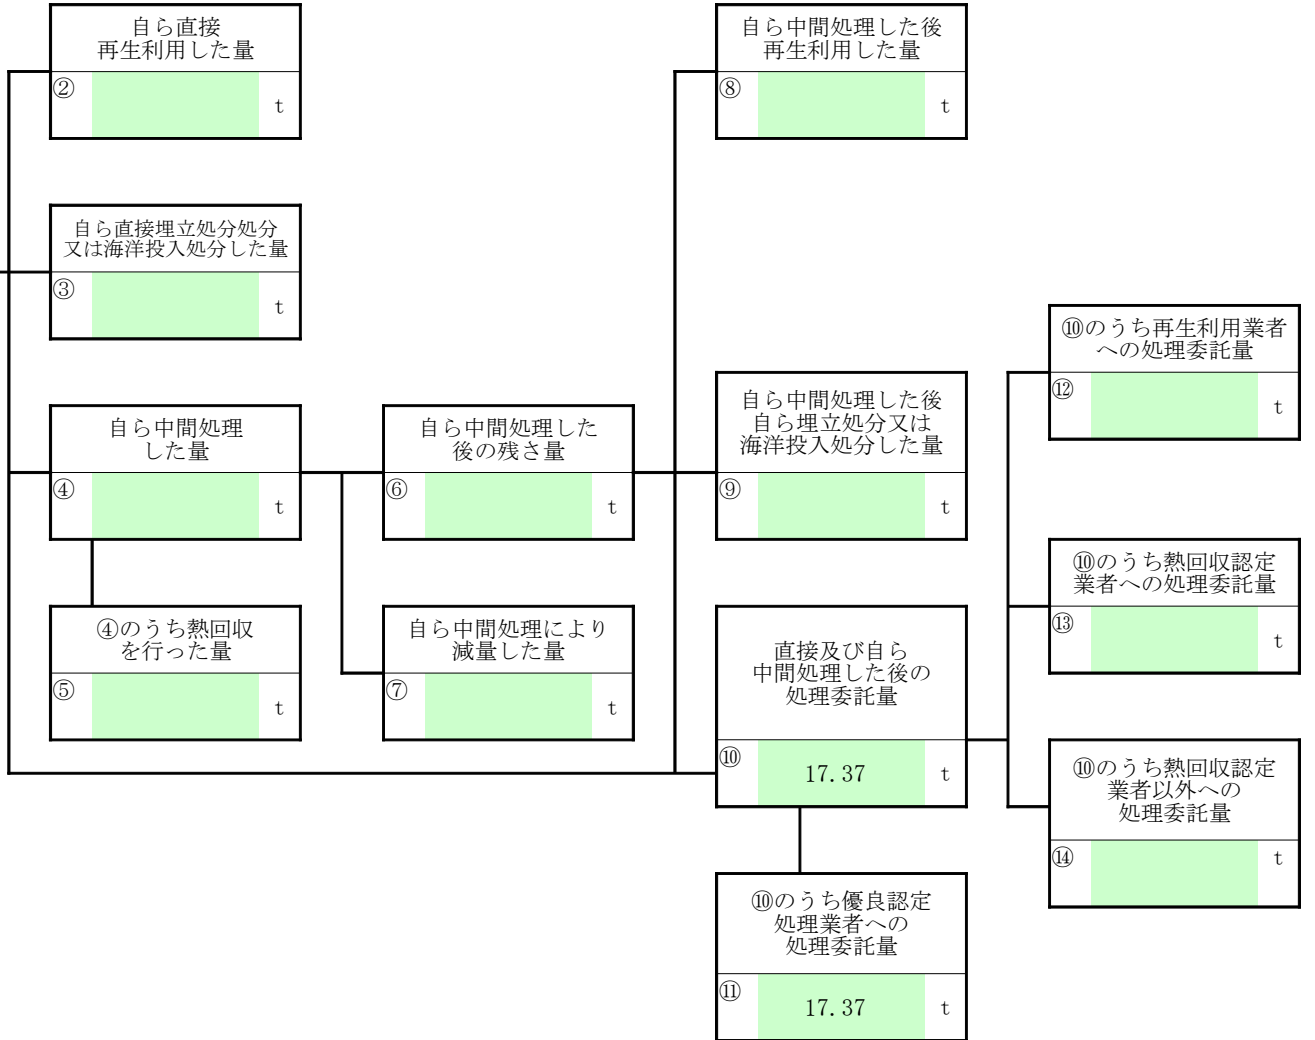 自ら直接
再生利用した量
②
t
自ら中間処理した後
再生利用した量
⑧
t
自ら直接埋立処分処分
又は海洋投入処分した量
③
t
⑩のうち再生利用業者
への処理委託量
⑫
t
自ら中間処理
した量
④
t
自ら中間処理した
後の残さ量
⑥
t
自ら中間処理した後
自ら埋立処分又は
海洋投入処分した量
⑨
t
⑩のうち熱回収認定
業者への処理委託量
⑬
t
④のうち熱回収
を行った量
⑤
t
自ら中間処理により
減量した量
⑦
t
直接及び自ら
中間処理した後の
処理委託量
⑩
17.37
t
⑩のうち熱回収認定
業者以外への
処理委託量
⑭
t
⑩のうち優良認定
処理業者への
処理委託量
⑪
17.37
t